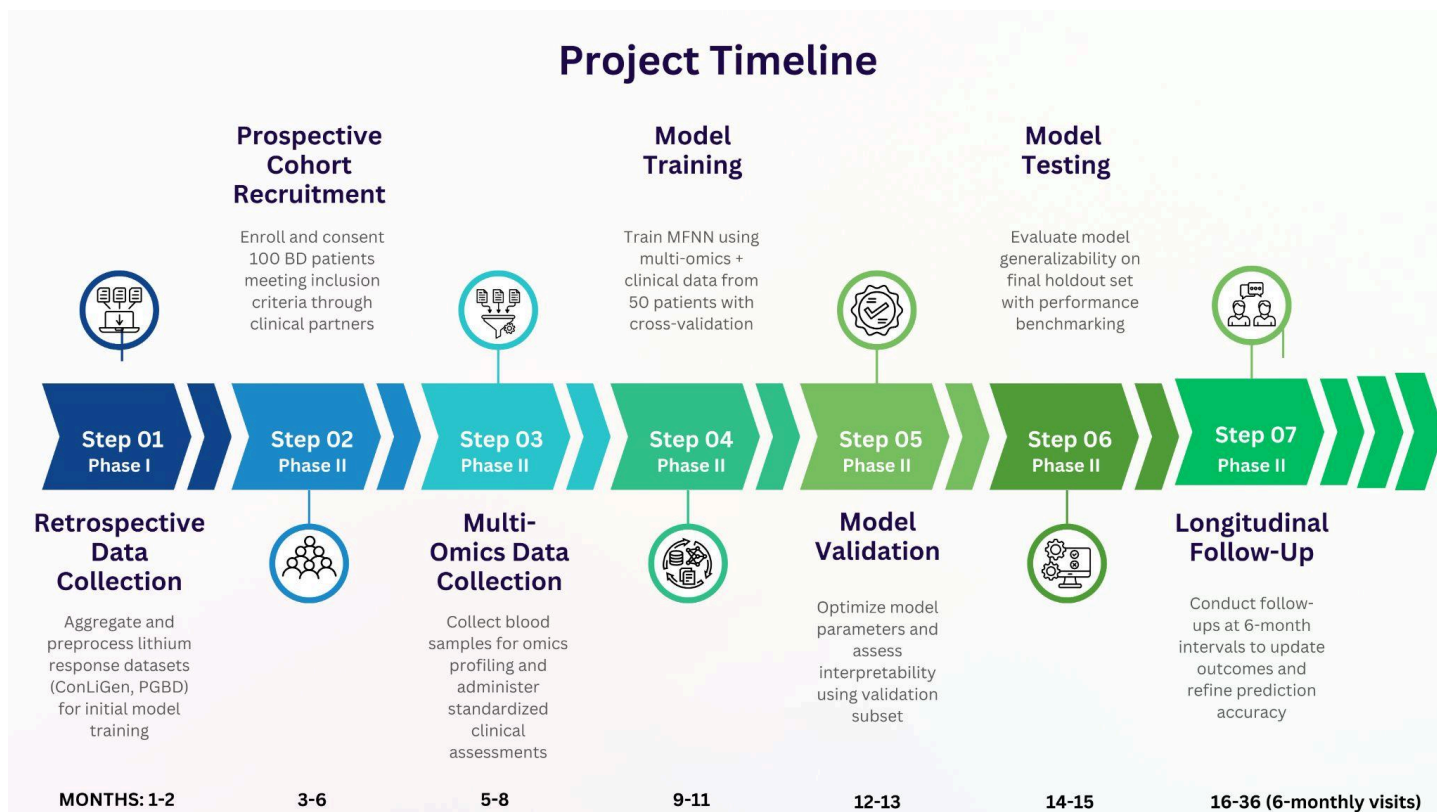 Project Timeline
Prospective
Cohort
Recruitment
Enroll and consent
100 BD patients
meeting inclusion
criteria through
clinical partners
Model
Training
Train MFNN using
multi-omics +
clinical data from
50 patients with
cross-validation
Model
Testing
Evaluate model
generalizability on
final holdout set
with performance
benchmarking
Step 01
Phase I
Step 02
Phase II
Step 03
Phase II
Step 04
Phase II
Step 05
Phase II
Step 06
Phase II
Step 07
Phase II
Retrospective
Data
Collection
Aggregate and
preprocess lithium
response datasets
(ConLiGen, PGBD)
for initial model
training
Multi-
Omics Data
Collection
Collect blood
samples for omics
profiling and
administer
standardized
clinical
assessments
Model
Validation
Optimize model
parameters and
assess
interpretability
using validation
subset
Longitudinal
Follow-Up
Conduct follow-
ups at 6-month
intervals to update
outcomes and
refine prediction
accuracy
MONTHS: 1-2
3-6
5-8
9-11
12-13
14-15
16-36 (6-monthly visits)